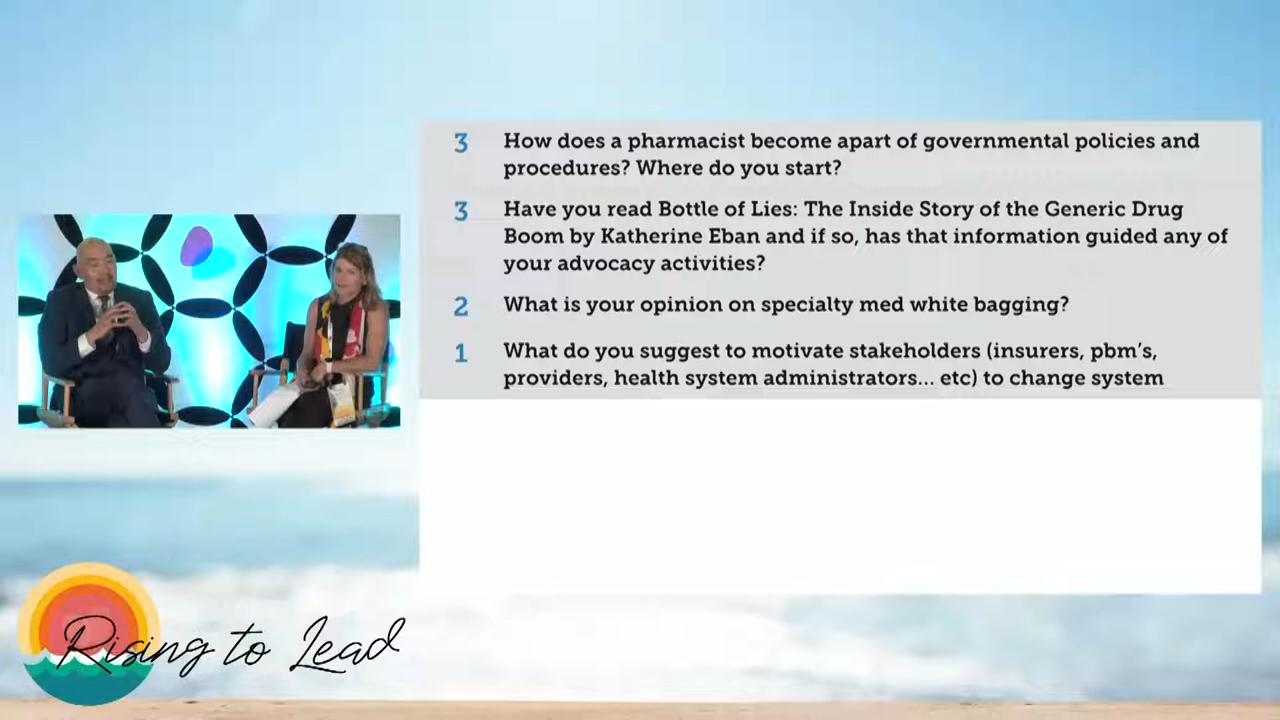 3 How does a pharmacist become apart of governmental policies and
procedures? Where do you start?
3 Have you read Bottle of Lies: The Inside Story of the Generic Drug
Boom by Katherine Eban and if so, has that information guided any of
your advocacy activities?
2 What is your opinion on specialty med white bagging?
1 What do you suggest to motivate stakeholders (insurers, pbm's,
providers, health system administrators... etc) to change system
Rising to Lead